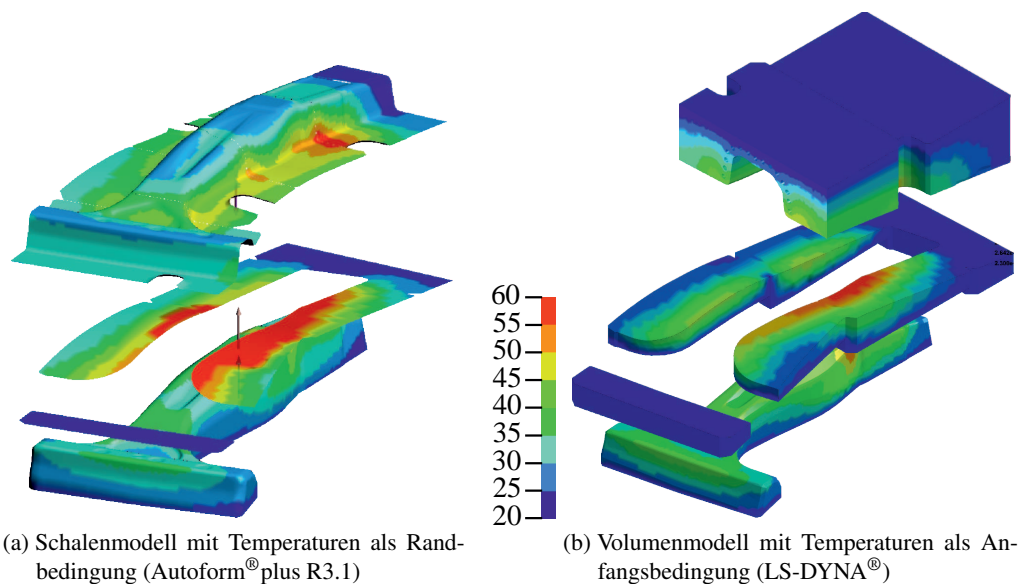 60
55
50
45
40
35
30
25
20
(a) Schalenmodell mit Temperaturen als Rand-
bedingung (Autoform®plus R3.1)
(b) Volumenmodell mit Temperaturen als An-
fangsbedingung (LS-DYNA®)